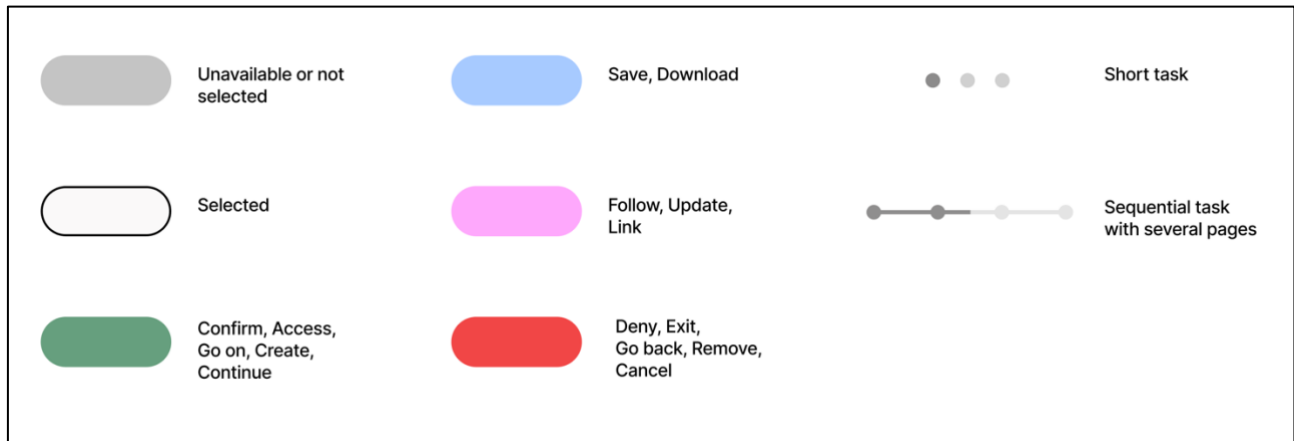 Unavailable or not
selected
Save, Download
Short task
Selected
Follow, Update,
Link
Sequential task
with several pages
Confirm, Access,
Go on, Create,
Continue
Deny, Exit,
Go back, Remove,
Cancel